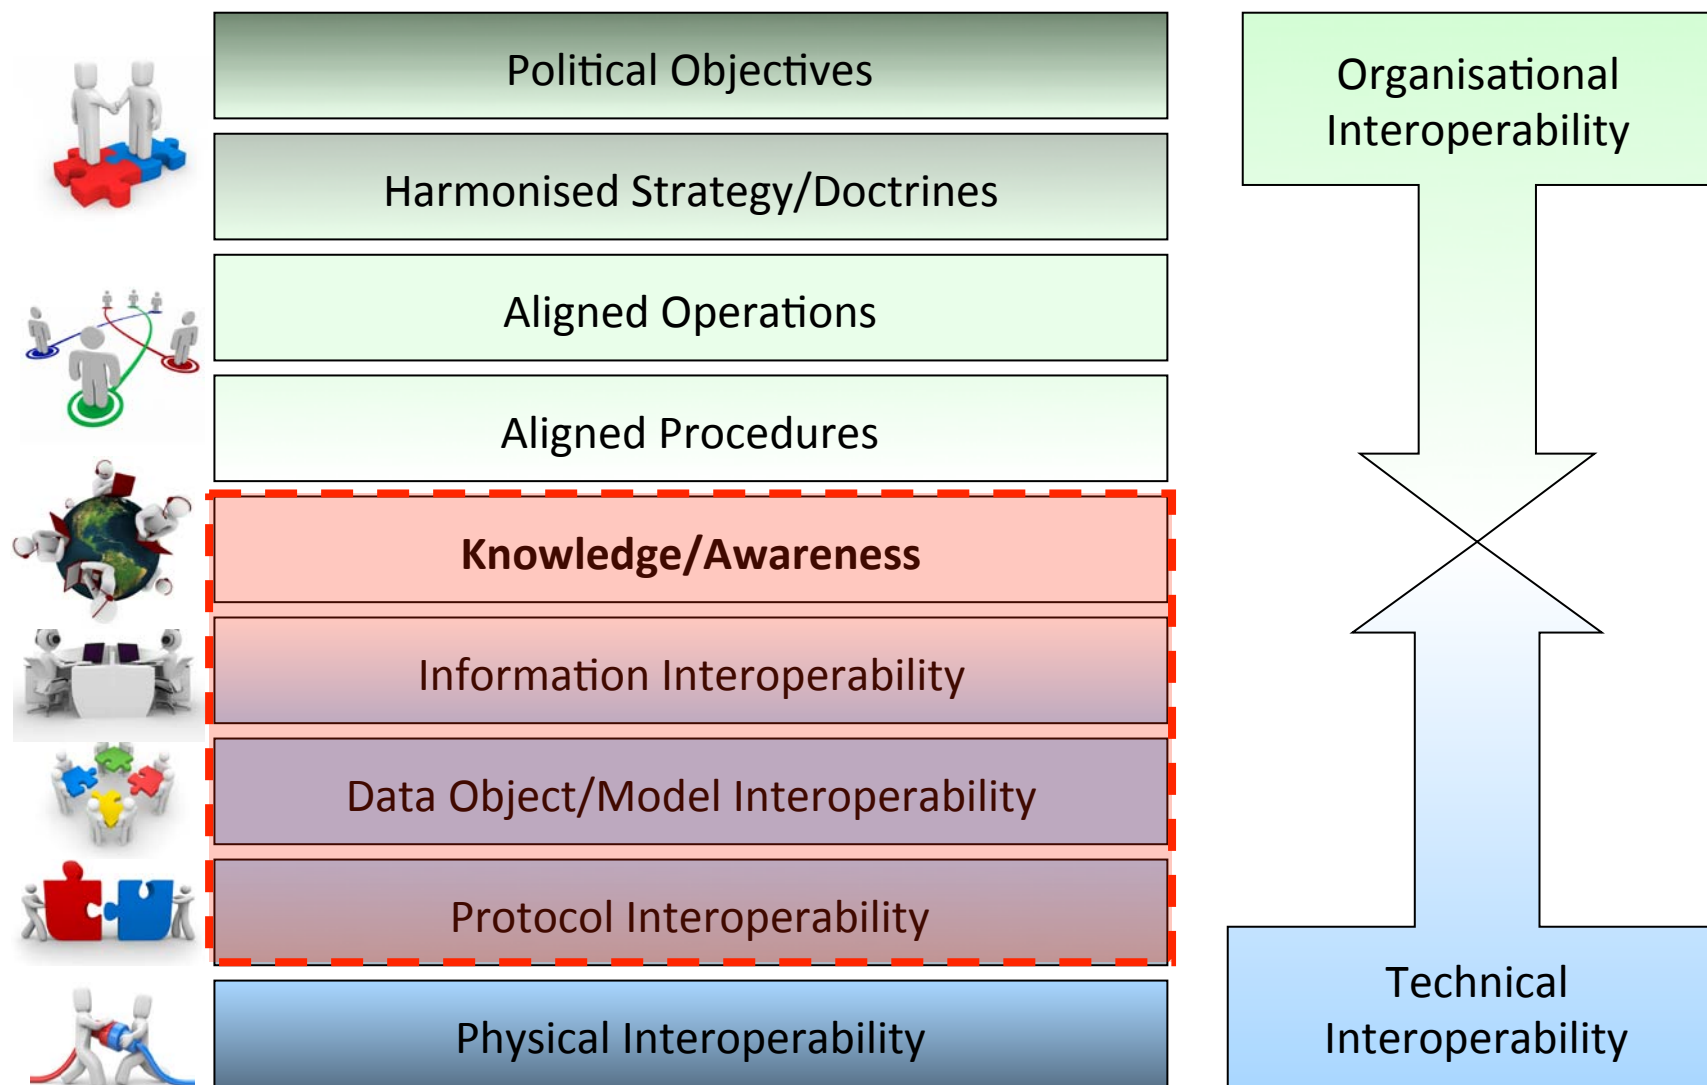 Political Objectives
Harmonised Strategy/Doctrines
Aligned Operations
Aligned Procedures
Knowledge/Awareness
Information Interoperability
Data Object/Model Interoperability
Protocol Interoperability
Physical Interoperability
Organisational
Interoperability
Technical
Interoperability